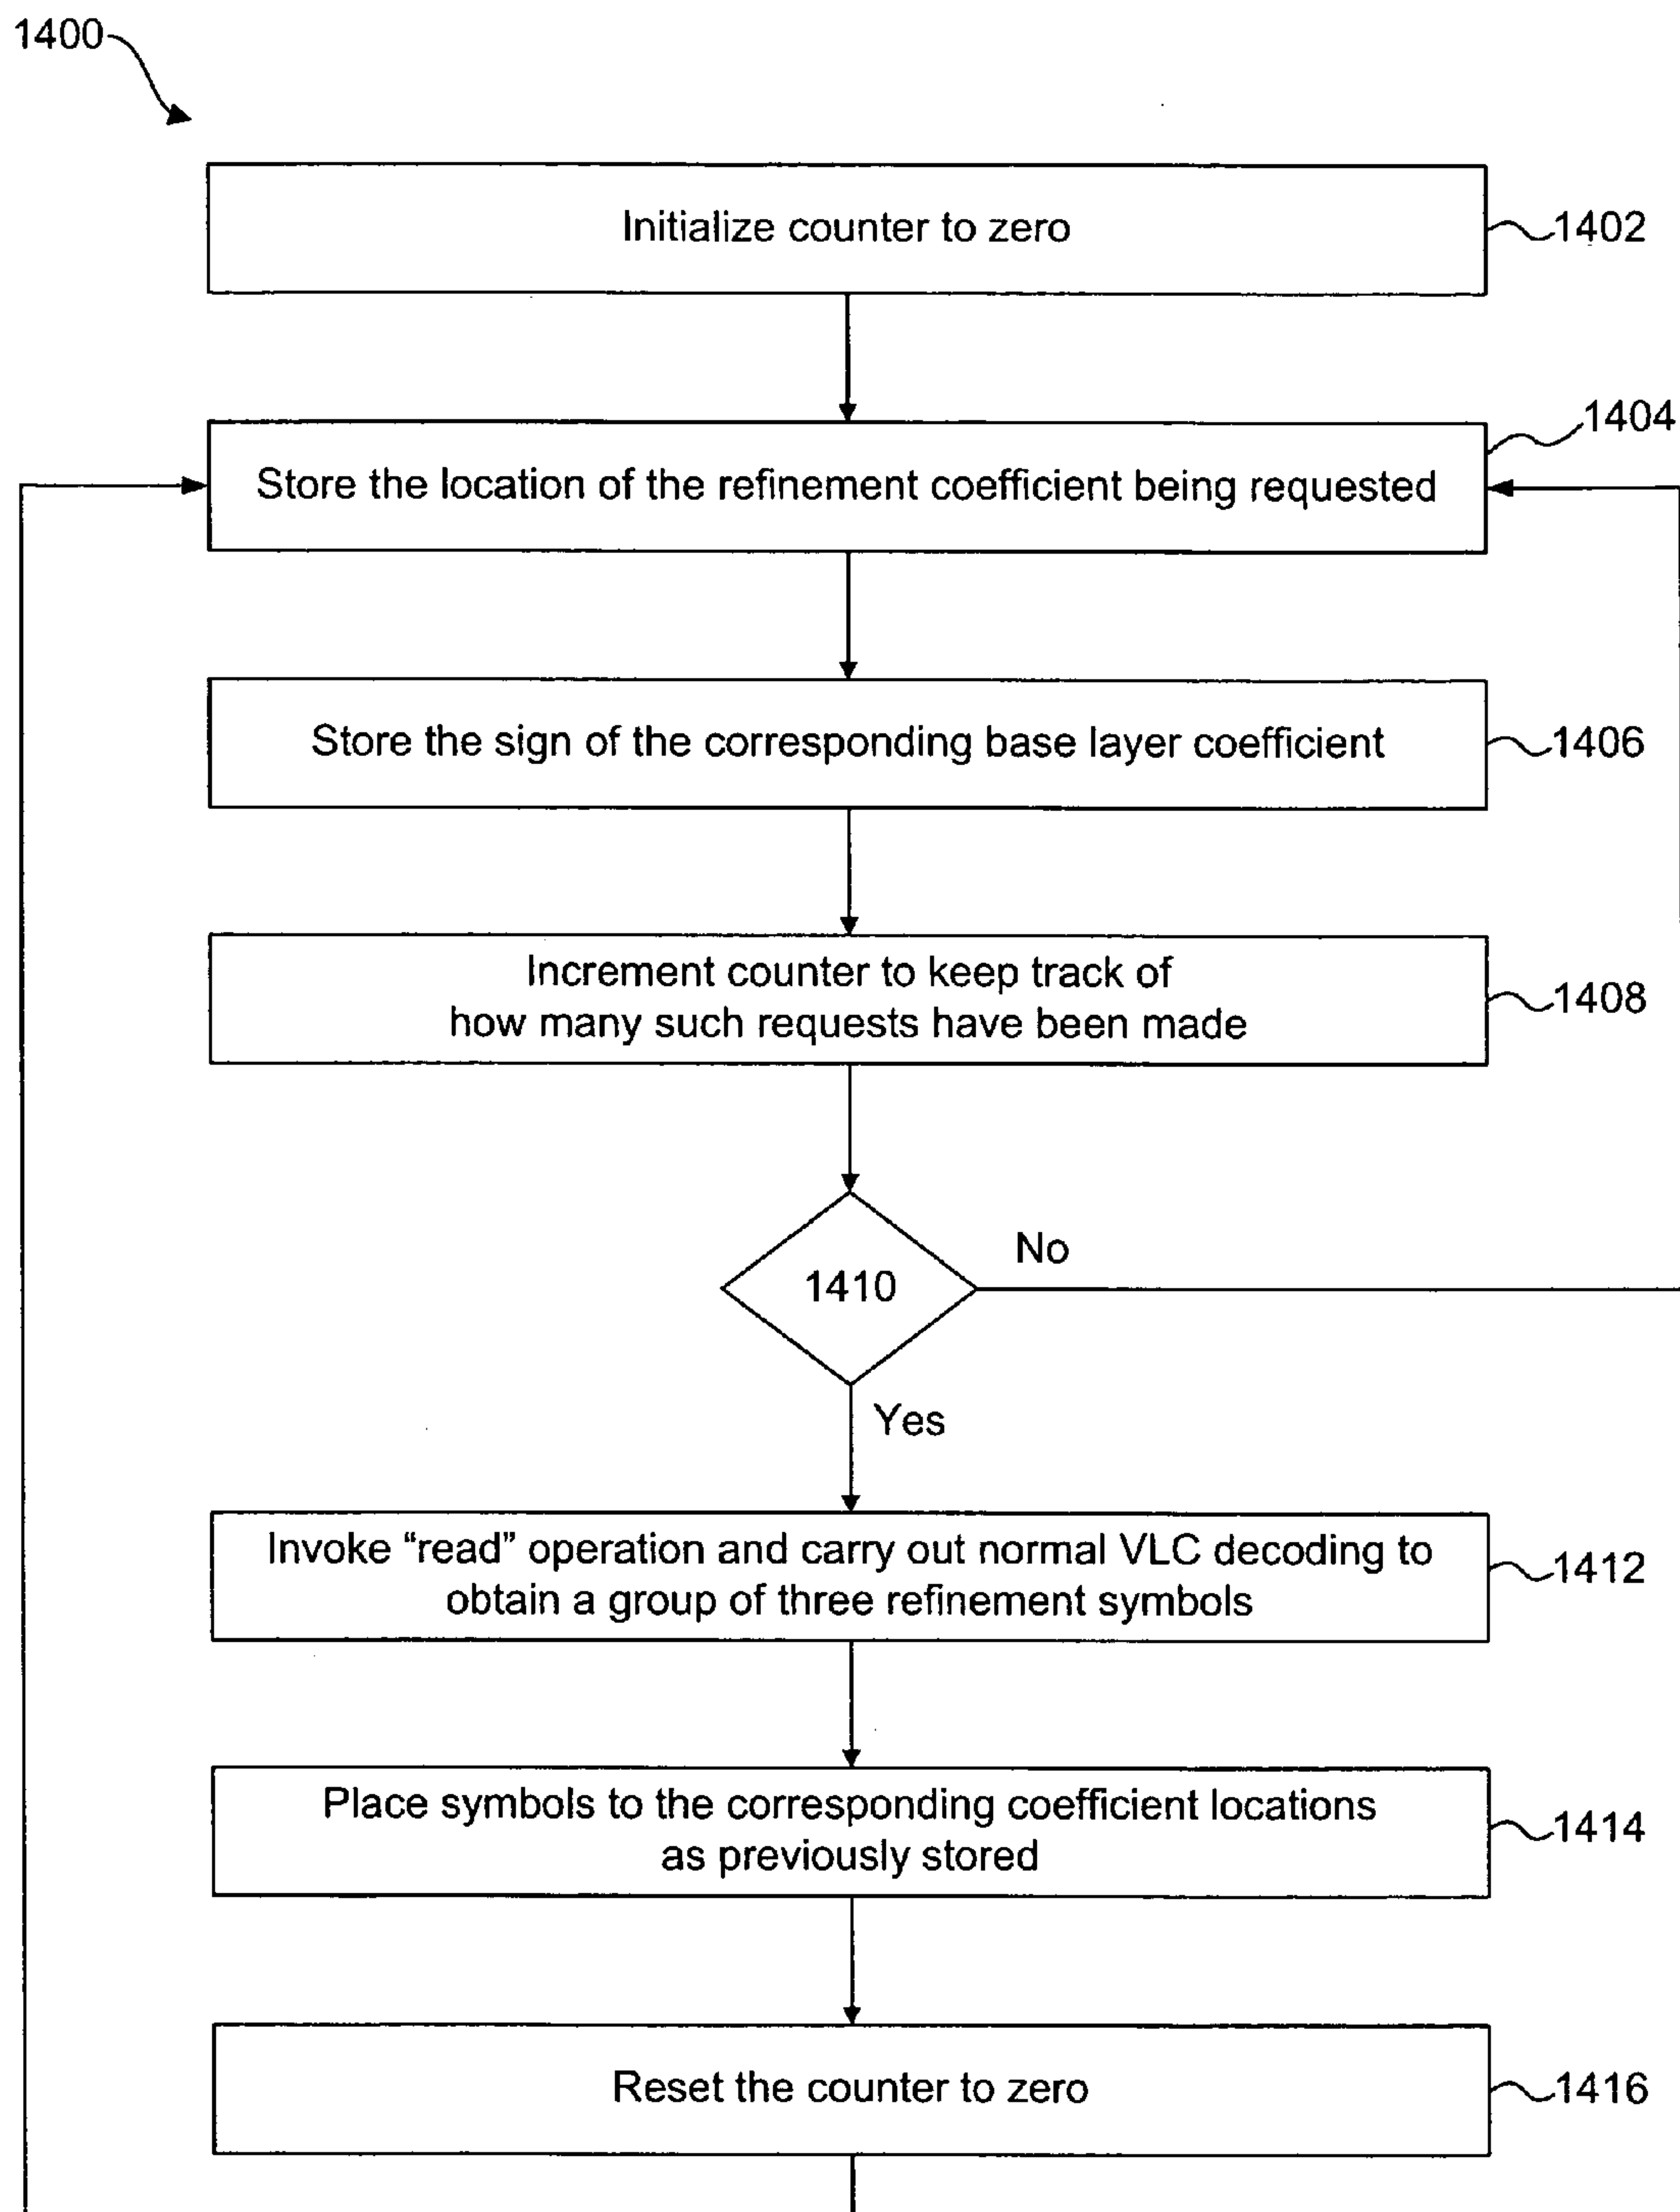 1400
Initialize counter to zero
1402
1404
Store the location of the refinement coefficient being requested
Store the sign of the corresponding base layer coefficient
1406
Increment counter to keep track of
how many such requests have been made
1408
No
1410
Yes
Invoke “read” operation and carry out normal VLC decoding to
obtain a group of three refinement symbols
1412
Place symbols to the corresponding coefficient locations
as previously stored
1414
Reset the counter to zero
1416